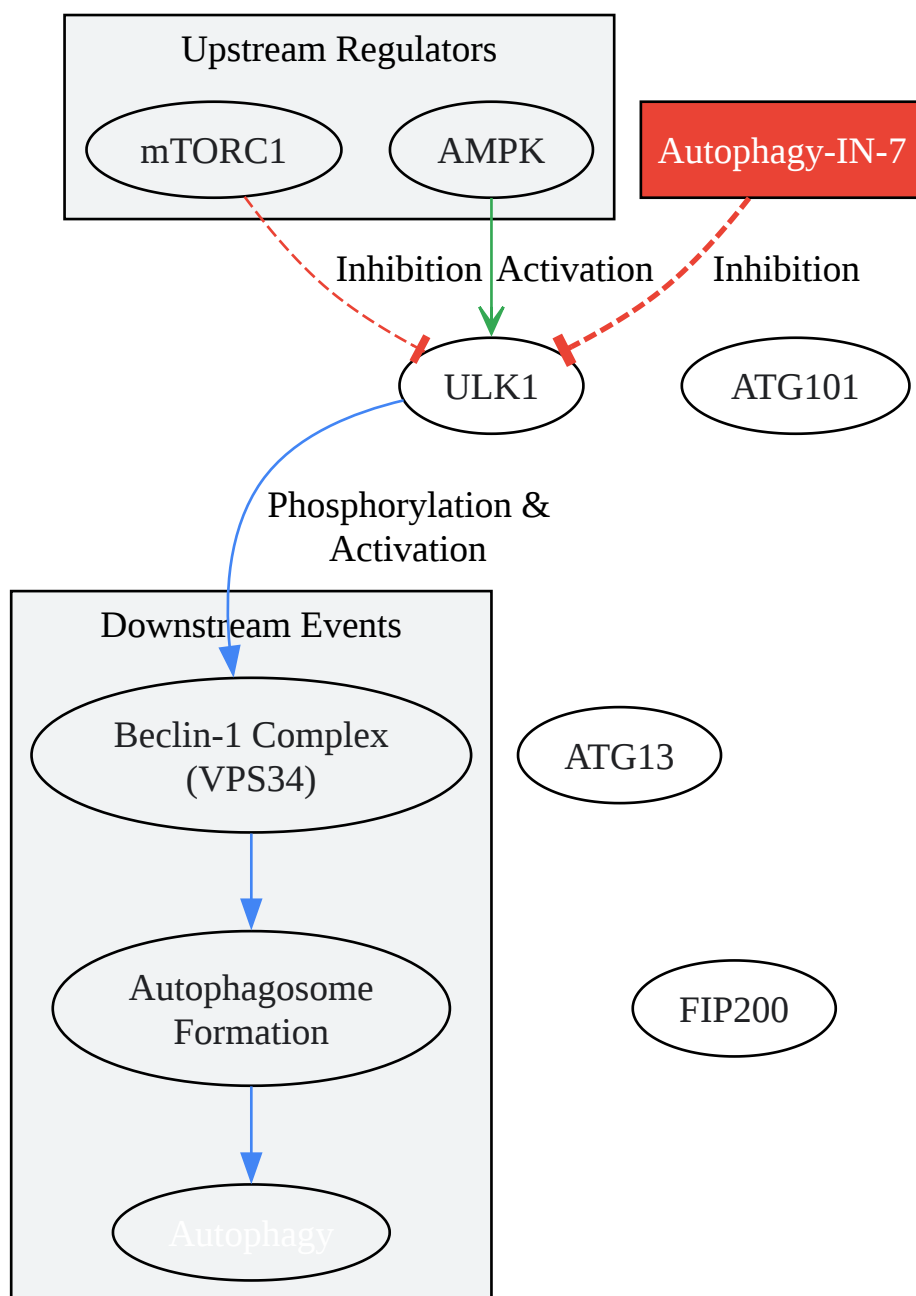 Upstream Regulators
mTORC1
AMPK
Autophagy-IN-7
Inhibition
Activation
Inhibition
ULK1
ATG101
Phosphorylation &
Activation
Downstream Events
Beclin-1 Complex
(VPS34)
ATG13
Autophagosome
Formation
FIP200
Autophagy